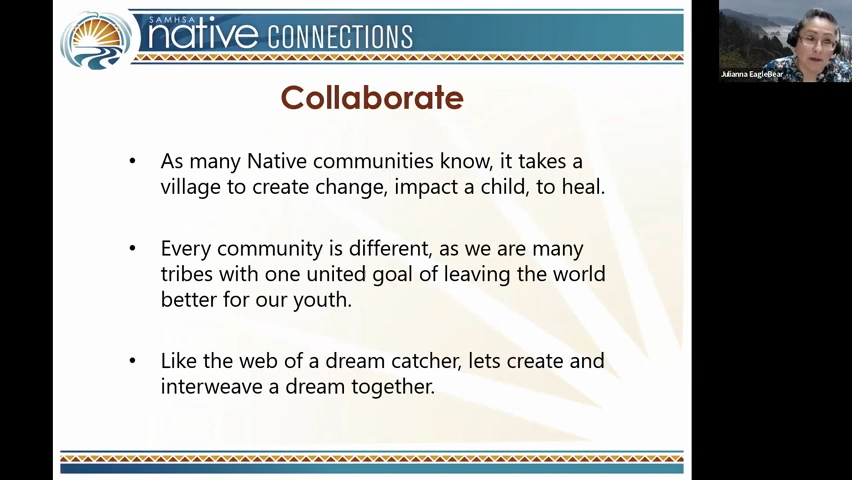 SAMHSA
native CONNECTIONS
Julianna EagleBear
Collaborate
• As many Native communities know, it takes a
village to create change, impact a child, to heal.
• Every community is different, as we are many
tribes with one united goal of leaving the world
better for our youth.
• Like the web of a dream catcher, lets create and
interweave a dream together.